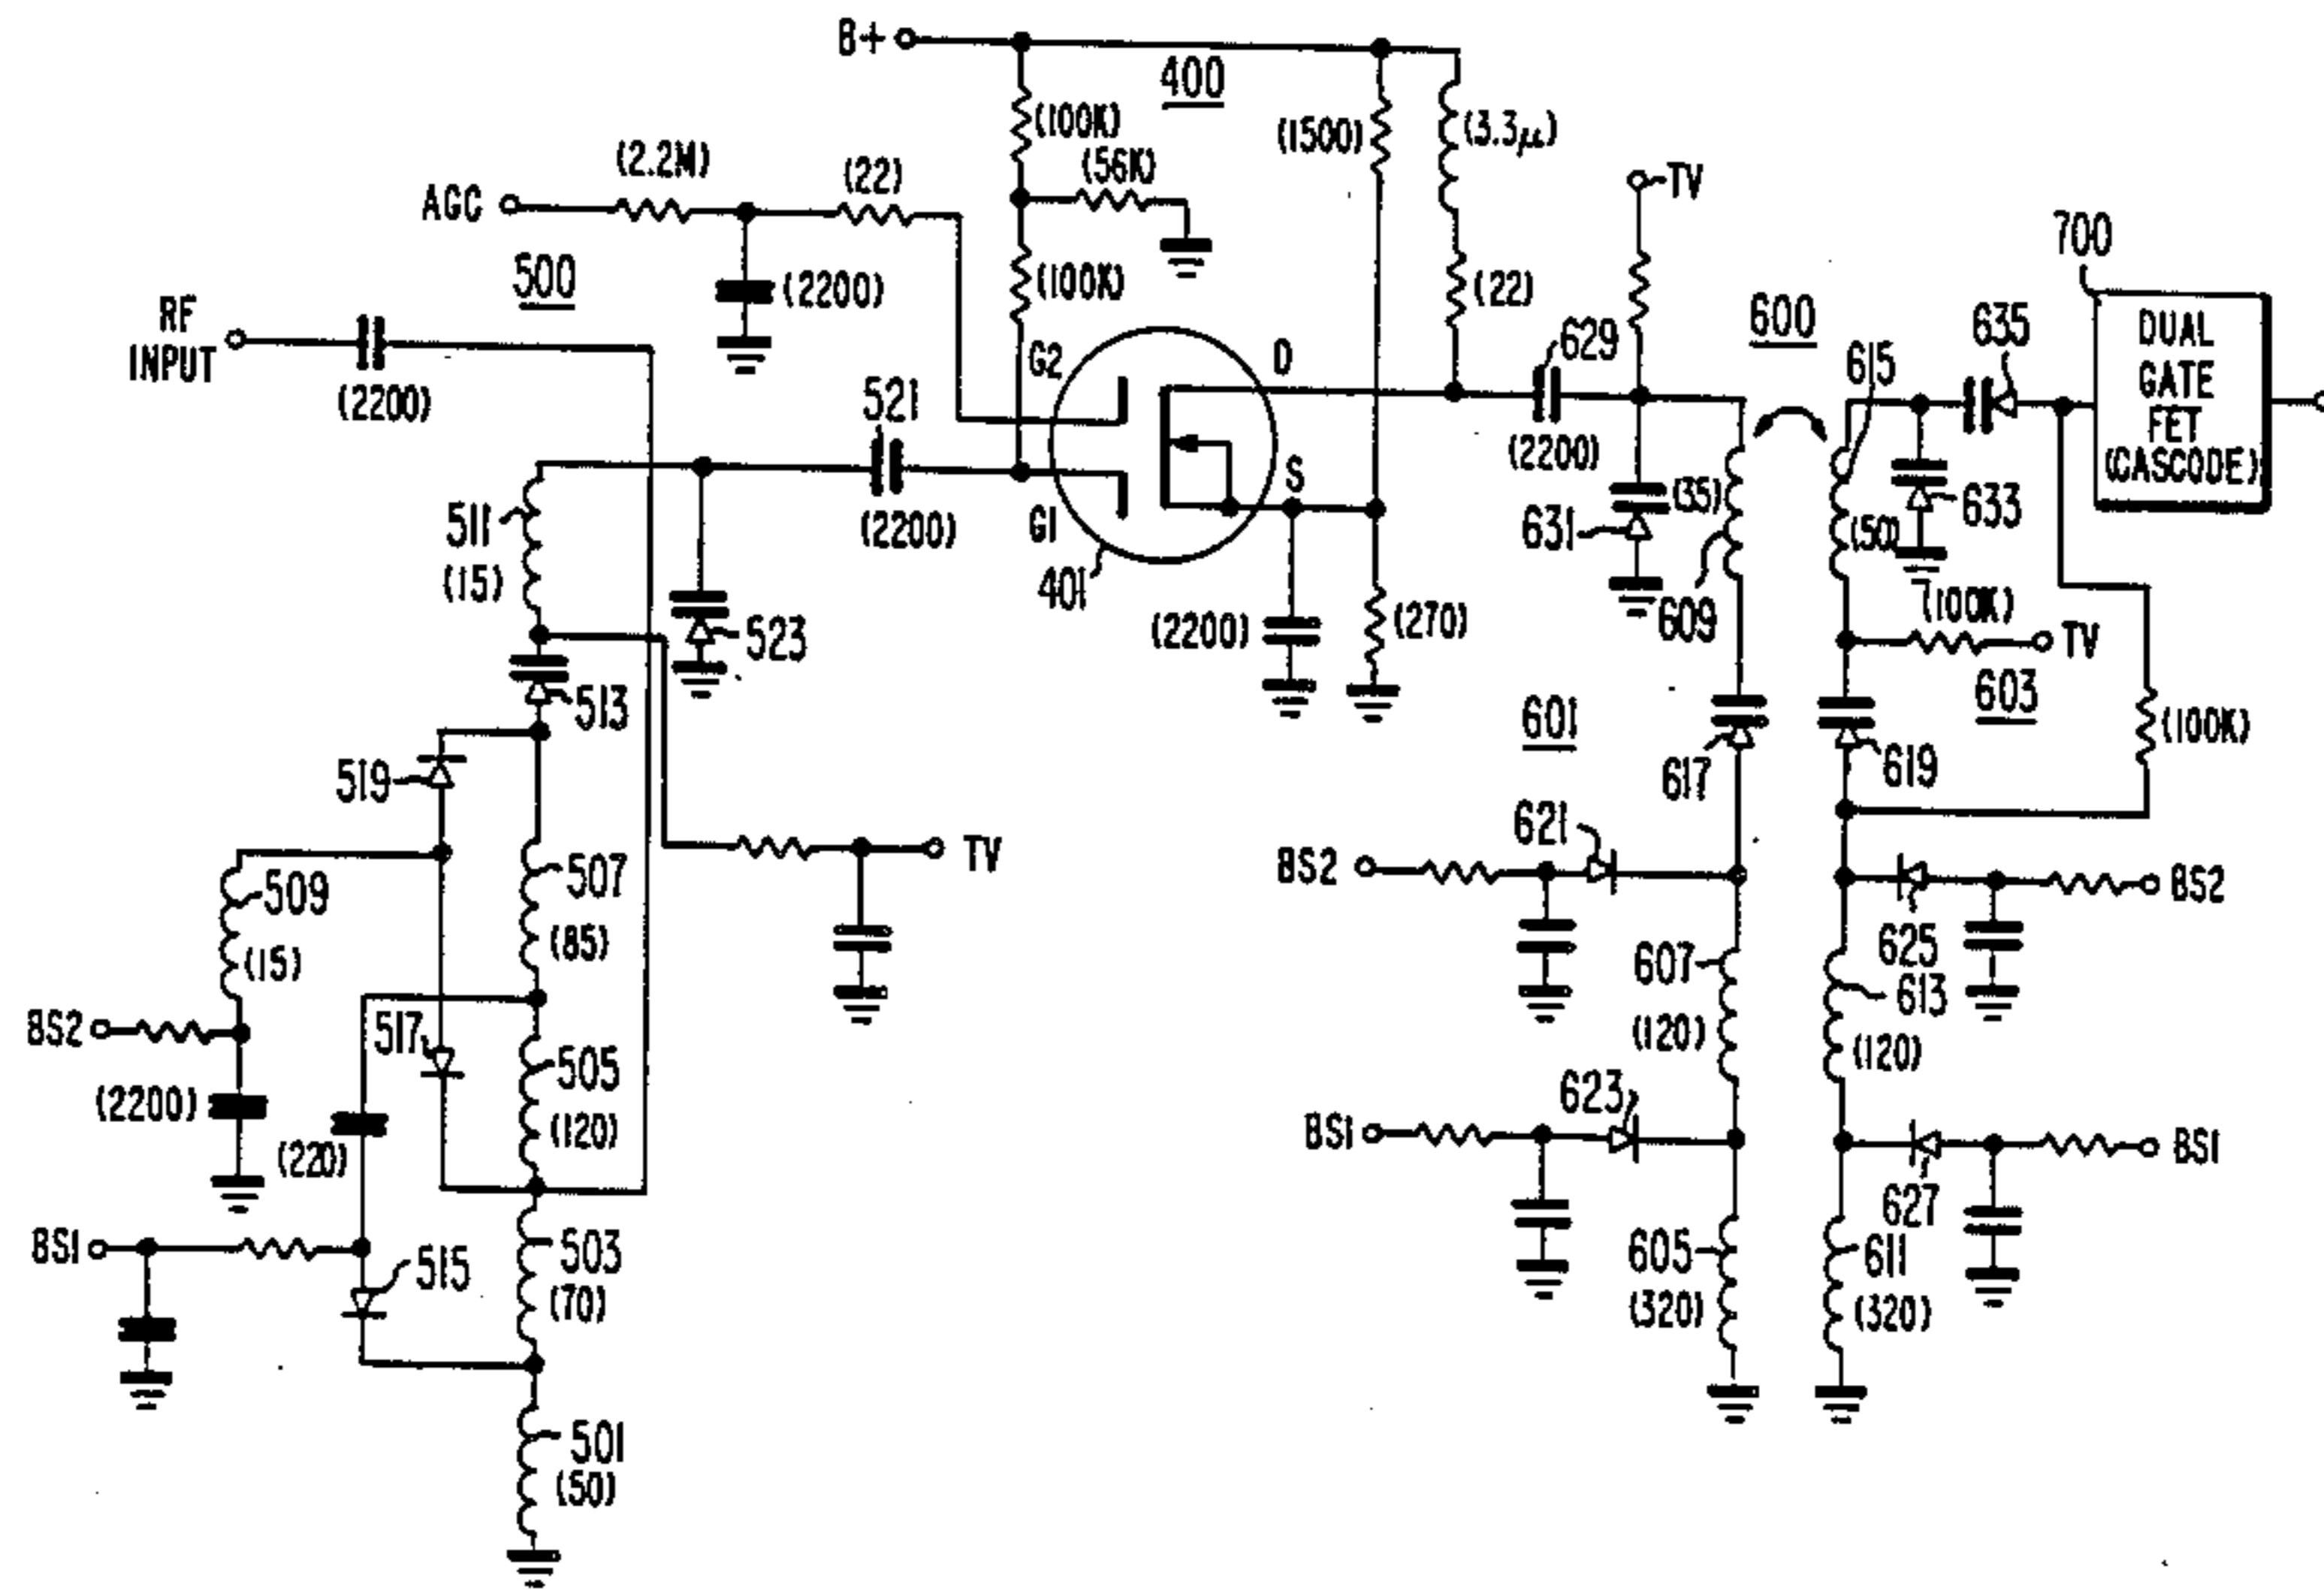 B+
400
(100K)
(56K)
(1500)
(3.3μ)
(2.2M)
(22)
AGC
500
(2200)
(100K)
(22)
TV
700
RF
INPUT
(2200)
G2
D
629
600
615
635
DUAL
GATE
FET
(CASCODE)
521
(2200)
G1
S
(2200)
631
(35)
(50)
633
511
(15)
401
523
(2200)
(270)
609
(100K)
TV
603
513
601
617
619
(100K)
519
621
BS2
BS2
509
(15)
507
(85)
TV
607
(120)
625
613
(120)
BS2
517
505
(120)
(2200)
(220)
623
BS1
BS1
627
BS1
515
503
(70)
605
(320)
611
(320)
501
(50)